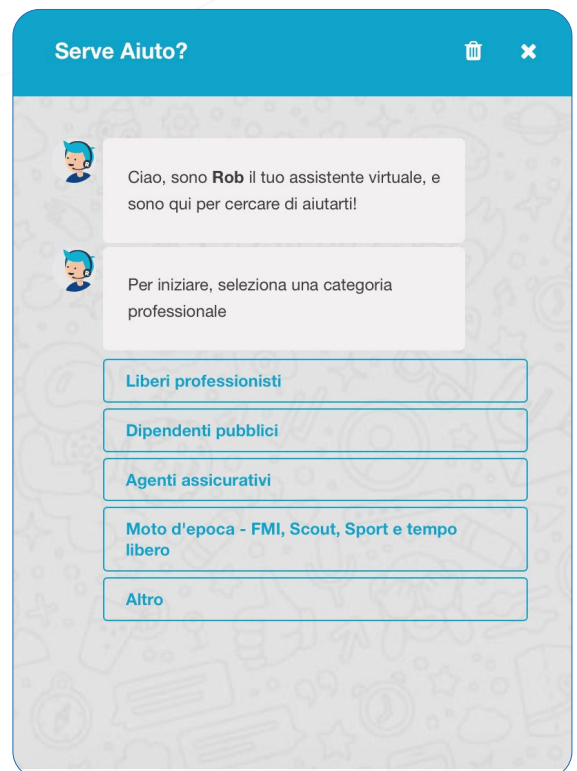 Serve Aiuto?
Ciao, sono Rob il tuo assistente virtuale, e
sono qui per cercare di aiutarti!
Per iniziare, seleziona una categoria
professionale
Liberi professionisti
Dipendenti pubblici
Agenti assicurativi
Moto d'epoca - FMI, Scout, Sport e tempo
libero
Altro